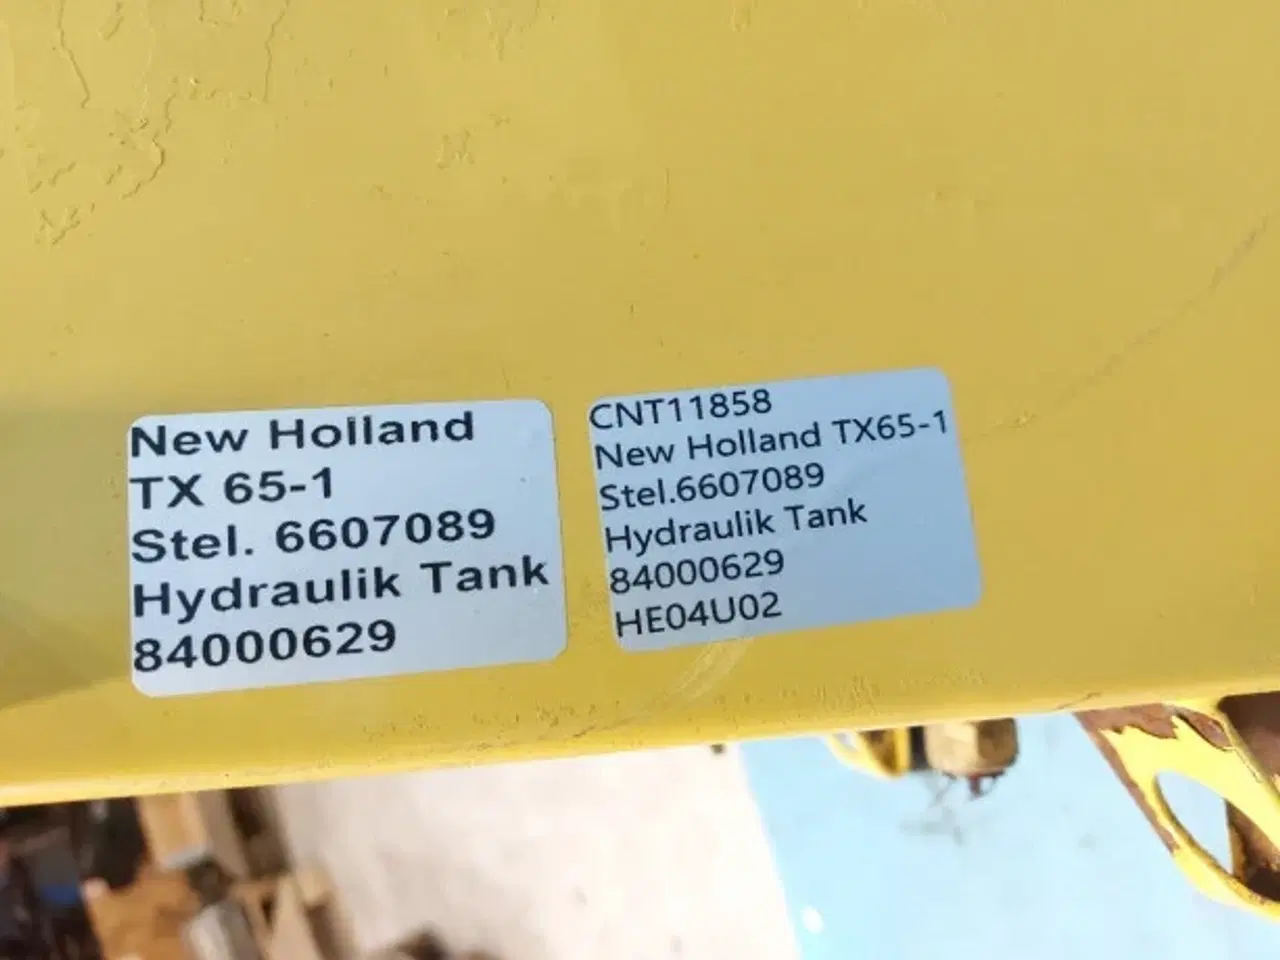 New Holland
TX 65-1
Stel. 6607089
Hydraulik Tank
84000629
CNT11858
New Holland TX65-1
Stel.6607089
Hydraulik Tank
84000629
HE04U02